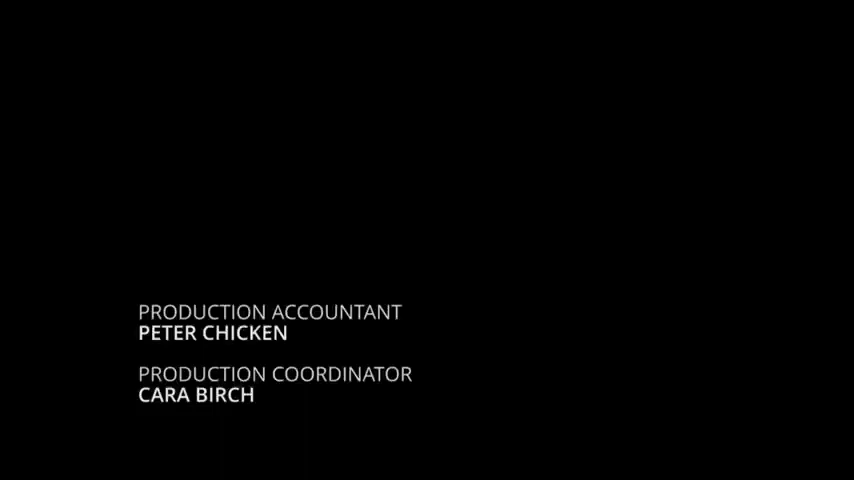 PRODUCTION ACCOUNTANT
PETER CHICKEN
PRODUCTION COORDINATOR
CARA BIRCH